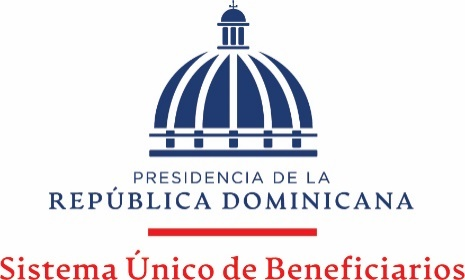 PRESIDENCIA DE LA
REPÚBLICA DOMINICANA
Sistema Único de Beneficiarios